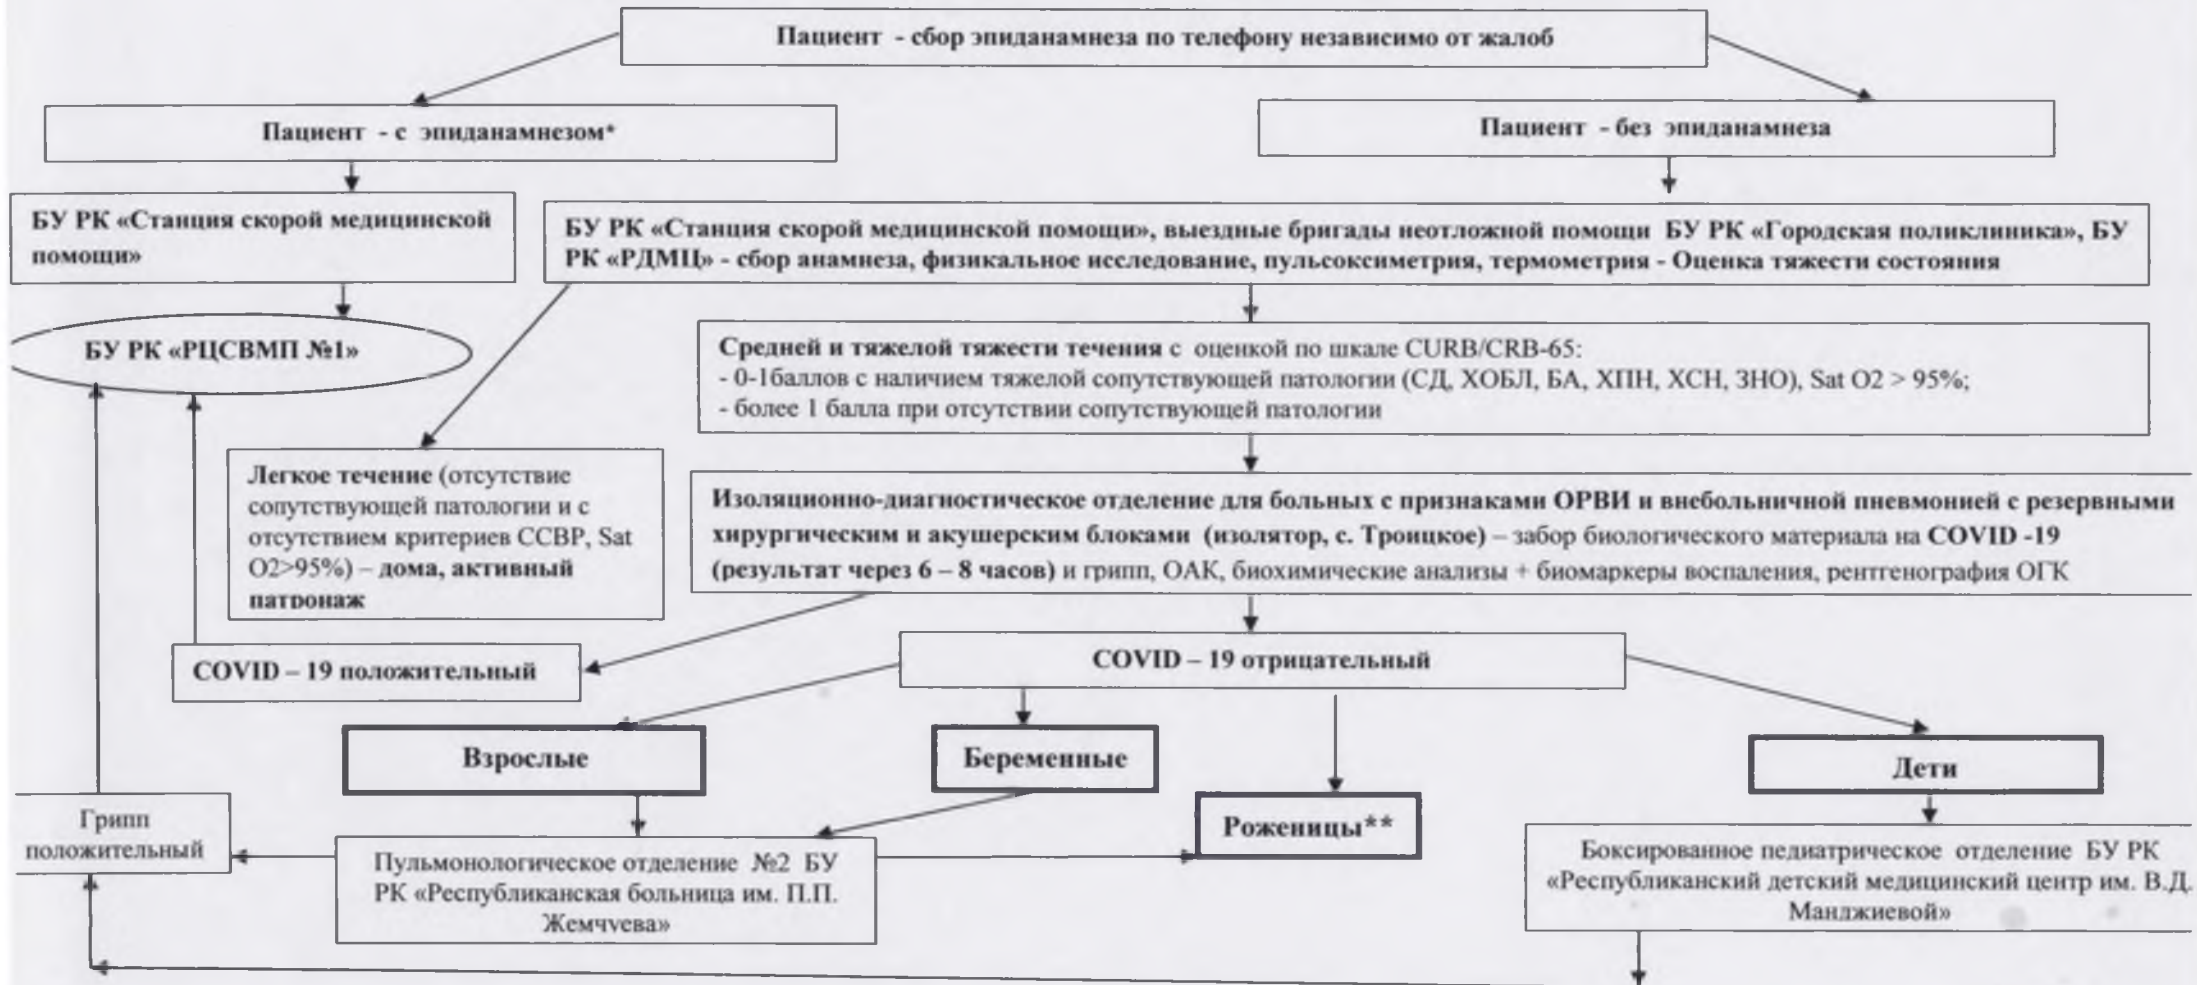 Пациент - сбор эпиданамнеза по телефону независимо от жалоб
Пациент - с эпиданамнезом*
Пациент - без эпиданамнеза
БУ РК «Станция скорой медицинской
помощи»
БУ РК «Станция скорой медицинской помощи», выездные бригады неотложной помощи БУ РК «Городская поликлиника», БУ
РК «РДМЦ» - сбор анамнеза, физикальное исследование, пульсоксиметрия, термометрия - Оценка тяжести состояния
БУ РК «РЦСВМП №1»
Средней и тяжелой тяжести течения с оценкой по шкале CURB/CRB-65:
- 0-1баллов с наличием тяжелой сопутствующей патологии (СД, ХОБЛ, БА, ХПН, ХСН, ЗНО), Sat O2 > 95%;
- более 1 балла при отсутствии сопутствующей патологии
Легкое течение (отсутствие
сопутствующей патологии и с
отсутствием критериев ССВР, Sat
O2>95%) – дома, активный
патронаж
Изоляционно-диагностическое отделение для больных с признаками ОРВИ и внебольничной пневмонией с резервными
хирургическим и акушерским блоками (изолятор, с. Троицкое) – забор биологического материала на COVID -19
(результат через 6 – 8 часов) и грипп, ОАК, биохимические анализы + биомаркеры воспаления, рентгенография ОГК
COVID – 19 положительный
COVID – 19 отрицательный
Взрослые
Беременные
Роженицы**
Дети
Грипп
положительный
Пульмонологическое отделение №2 БУ
РК «Республиканская больница им. П.П.
Жемчуева»
Боксированное педиатрическое отделение БУ РК
«Республиканский детский медицинский центр им. В.Д.
Манджиевой»